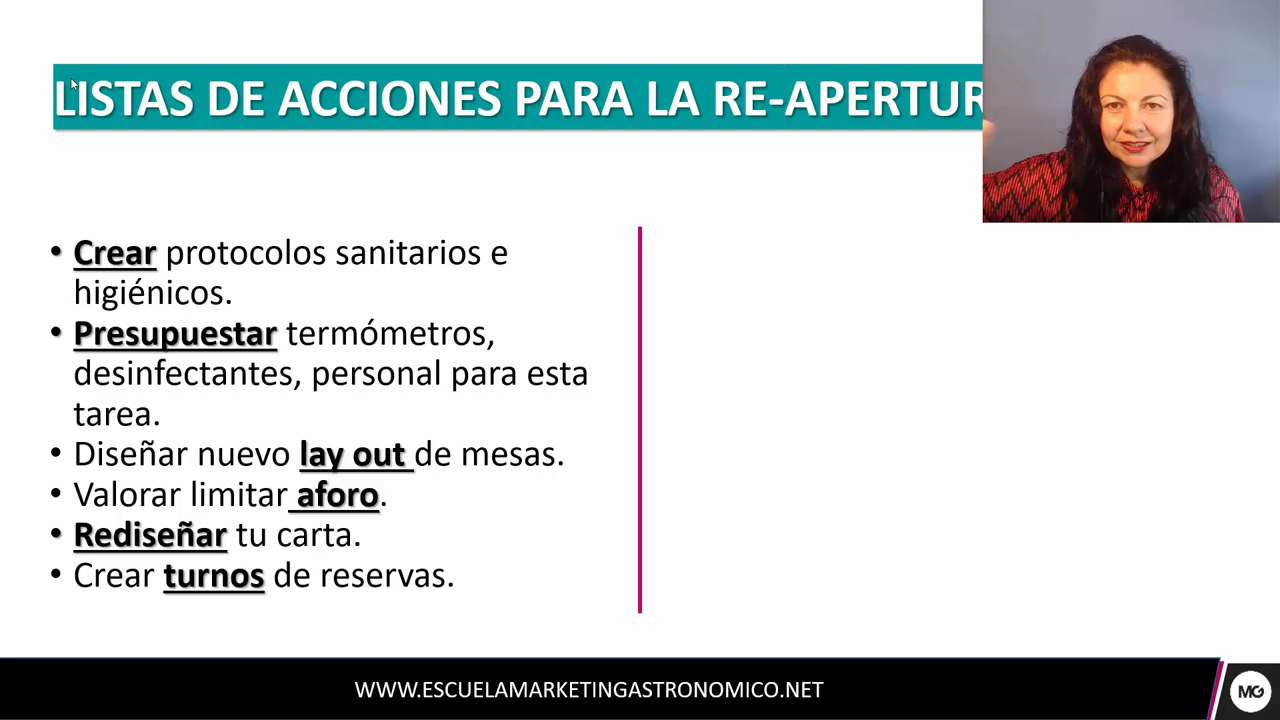 LISTAS DE ACCIONES PARA LA RE-APERTUR
• Crear protocolos sanitarios e
higiénicos.
• Presupuestar termómetros,
desinfectantes, personal para esta
tarea.
• Diseñar nuevo lay out de mesas.
• Valorar limitar aforo.
• Rediseñar tu carta.
• Crear turnos de reservas.
WWW.ESCUELAMARKETINGASTRONOMICO.NET
MG